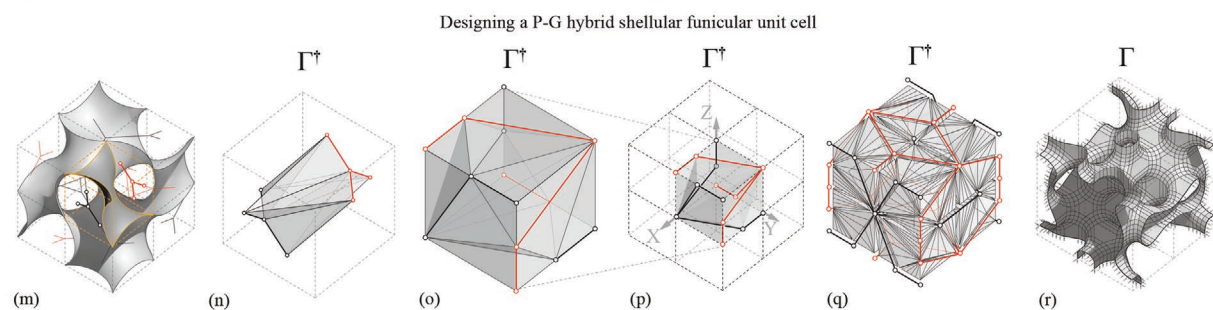 Designing a P-G hybrid shellular funicular unit cell
Γ† Γ† Γ† Γ† Γ
Z
X Y
(m) (n) (o) (p) (q) (r)